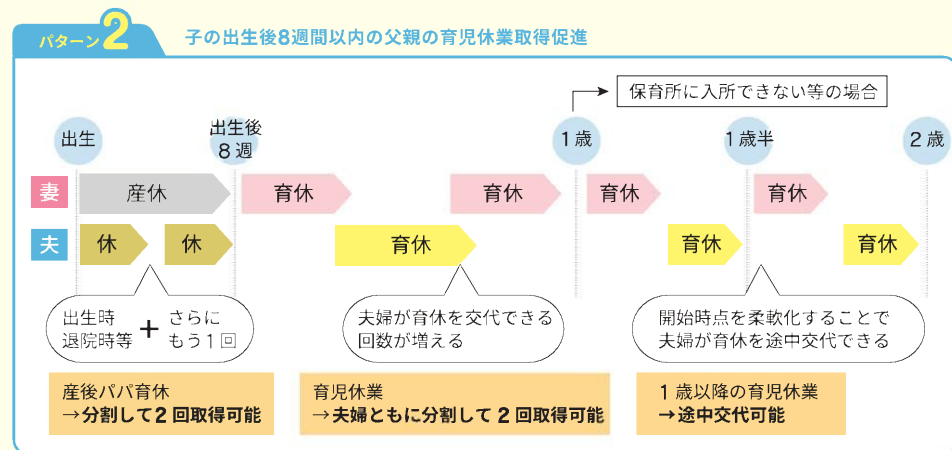 パターン2
子の出生後8週間以内の父親の育児休業取得促進
保育所に入所できない等の場合
出生
出生後
8週
1歳
1歳半
2歳
妻
産休
育休
育休
育休
育休
夫
休
休
育休
育休
育休
出生時
退院時等
+
さらに
もう1回
夫婦が育休を交代できる
回数が増える
開始時点を柔軟化することで
夫婦が育休を途中交代できる
産後パパ育休
→分割して2回取得可能
育児休業
→夫婦ともに分割して2回取得可能
1歳以降の育児休業
→途中交代可能